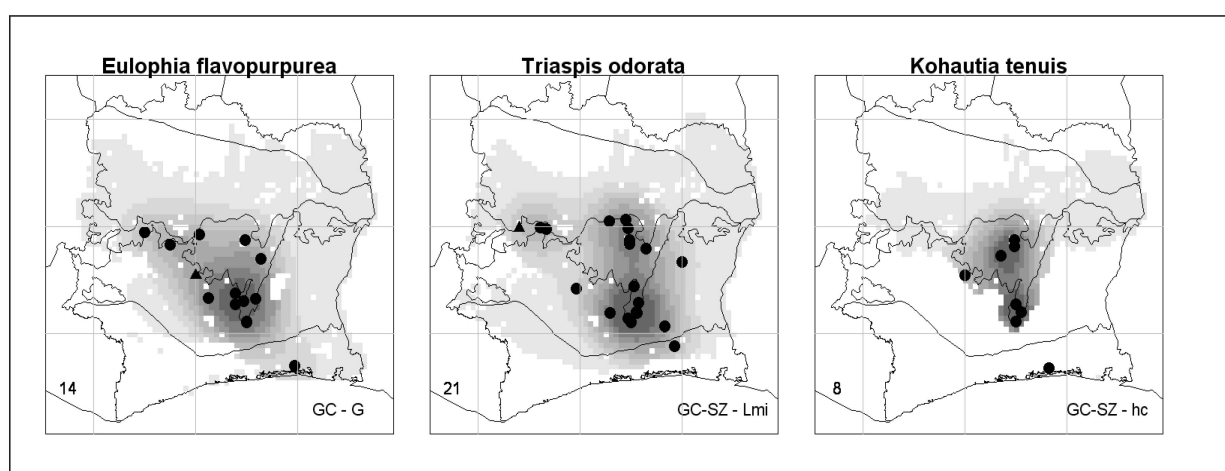 Eulophia flavopurpurea
14
GC - G
Triaspis odorata
21
GC-SZ - Lmi
Kohautia tenuis
8
GC-SZ - hc